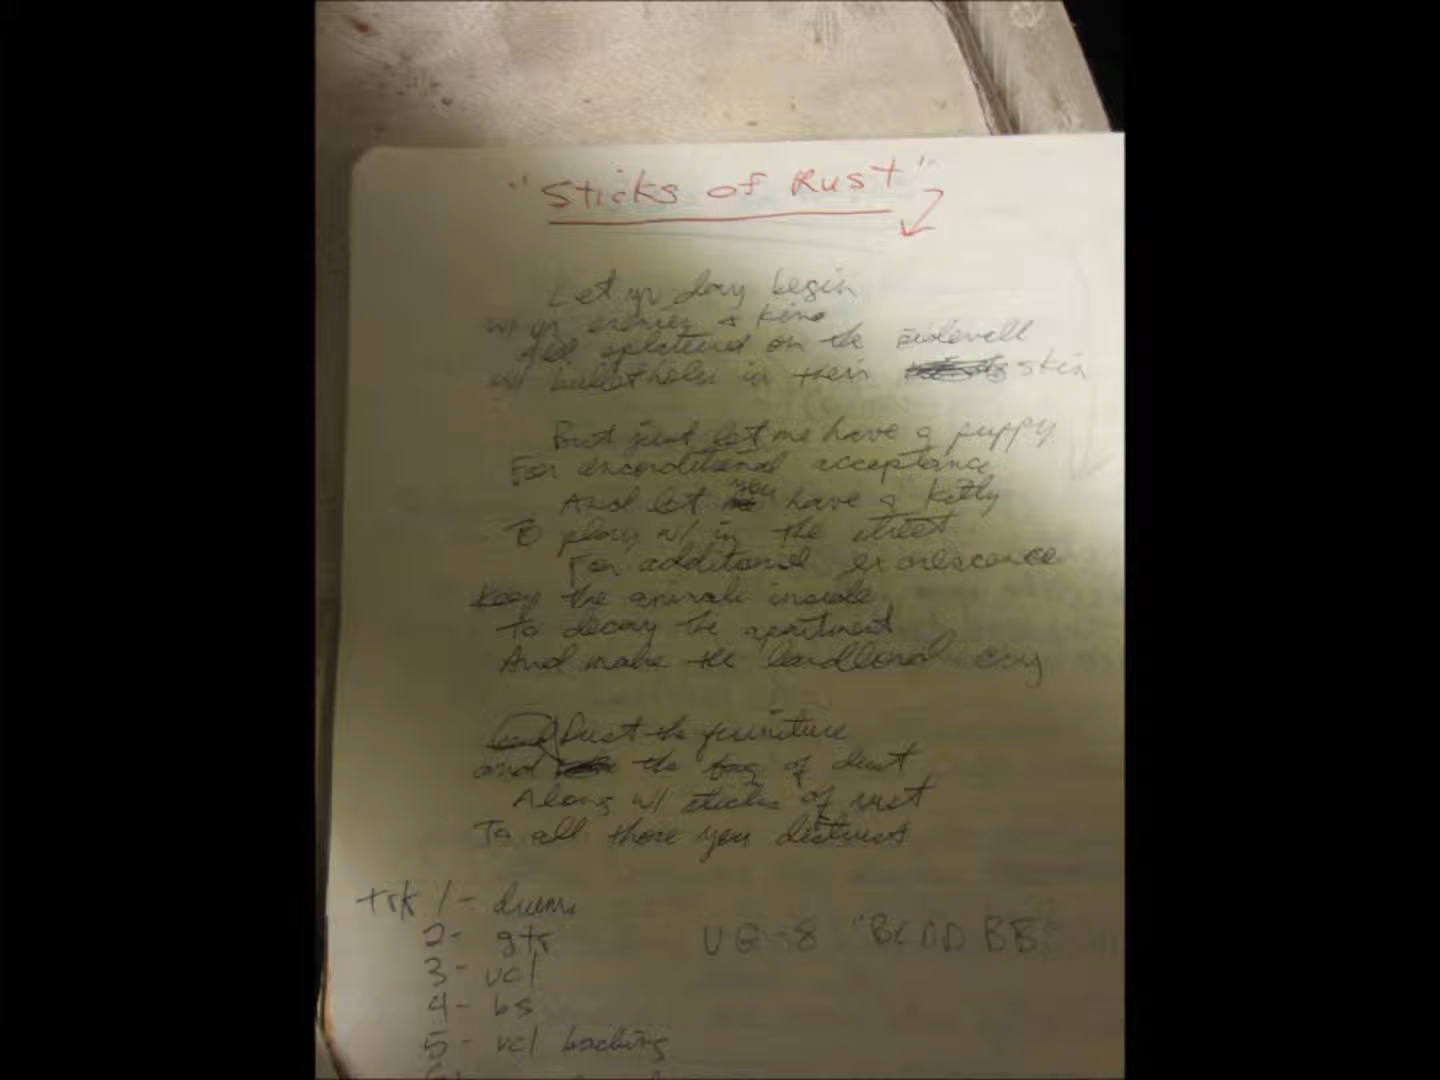 "Sticks of Rust"
Let yr day begin
w/ yr enemies & kin
All splattered on the sidewalk
w/ bulletholes in their skin
But just let me have a puppy
For unconditional acceptance
And let you have a kitty
To play w/ in the street
For additional
Keep the animals inside
To decay the apartment
And make the landlord cry
Dust the furniture
and the fog of dust
Along w/ sticks of rust
To all those you distrust
trk 1 - drums
2 - gtr
3 - vcl
4 - bs
5 - vcl backing
UG-8